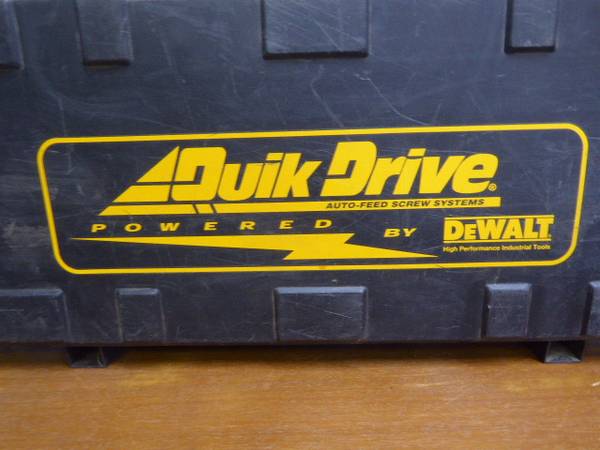 Quik Drive®
AUTO-FEED SCREW SYSTEMS
POWERED BY
DEWALT
High Performance Industrial Tools